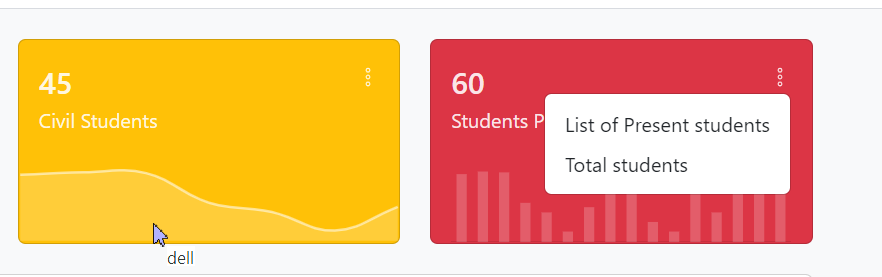 45
Civil Students
60
Students P
List of Present students
Total students
dell